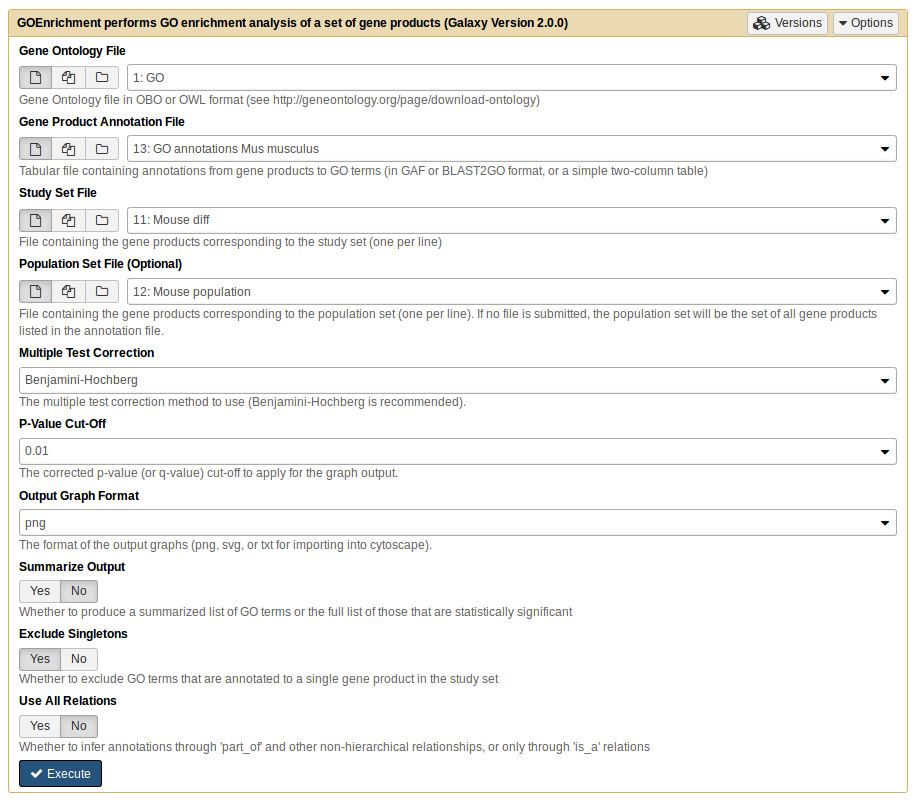 GOEnrichment performs GO enrichment analysis of a set of gene products (Galaxy Version 2.0.0) Versions Options
Gene Ontology File
1: GO
Gene Ontology file in OBO or OWL format (see http://geneontology.org/page/download-ontology)
Gene Product Annotation File
13: GO annotations Mus musculus
Tabular file containing annotations from gene products to GO terms (in GAF or BLAST2GO format, or a simple two-column table)
Study Set File
11: Mouse diff
File containing the gene products corresponding to the study set (one per line)
Population Set File (Optional)
12: Mouse population
File containing the gene products corresponding to the population set (one per line). If no file is submitted, the population set will be the set of all gene products
listed in the annotation file.
Multiple Test Correction
Benjamini-Hochberg
The multiple test correction method to use (Benjamini-Hochberg is recommended).
P-Value Cut-Off
0.01
The corrected p-value (or q-value) cut-off to apply for the graph output.
Output Graph Format
png
The format of the output graphs (png, svg, or txt for importing into cytoscape).
Summarize Output
Yes No
Whether to produce a summarized list of GO terms or the full list of those that are statistically significant
Exclude Singletons
Yes No
Whether to exclude GO terms that are annotated to a single gene product in the study set
Use All Relations
Yes No
Whether to infer annotations through 'part_of' and other non-hierarchical relationships, or only through 'is_a' relations
Execute